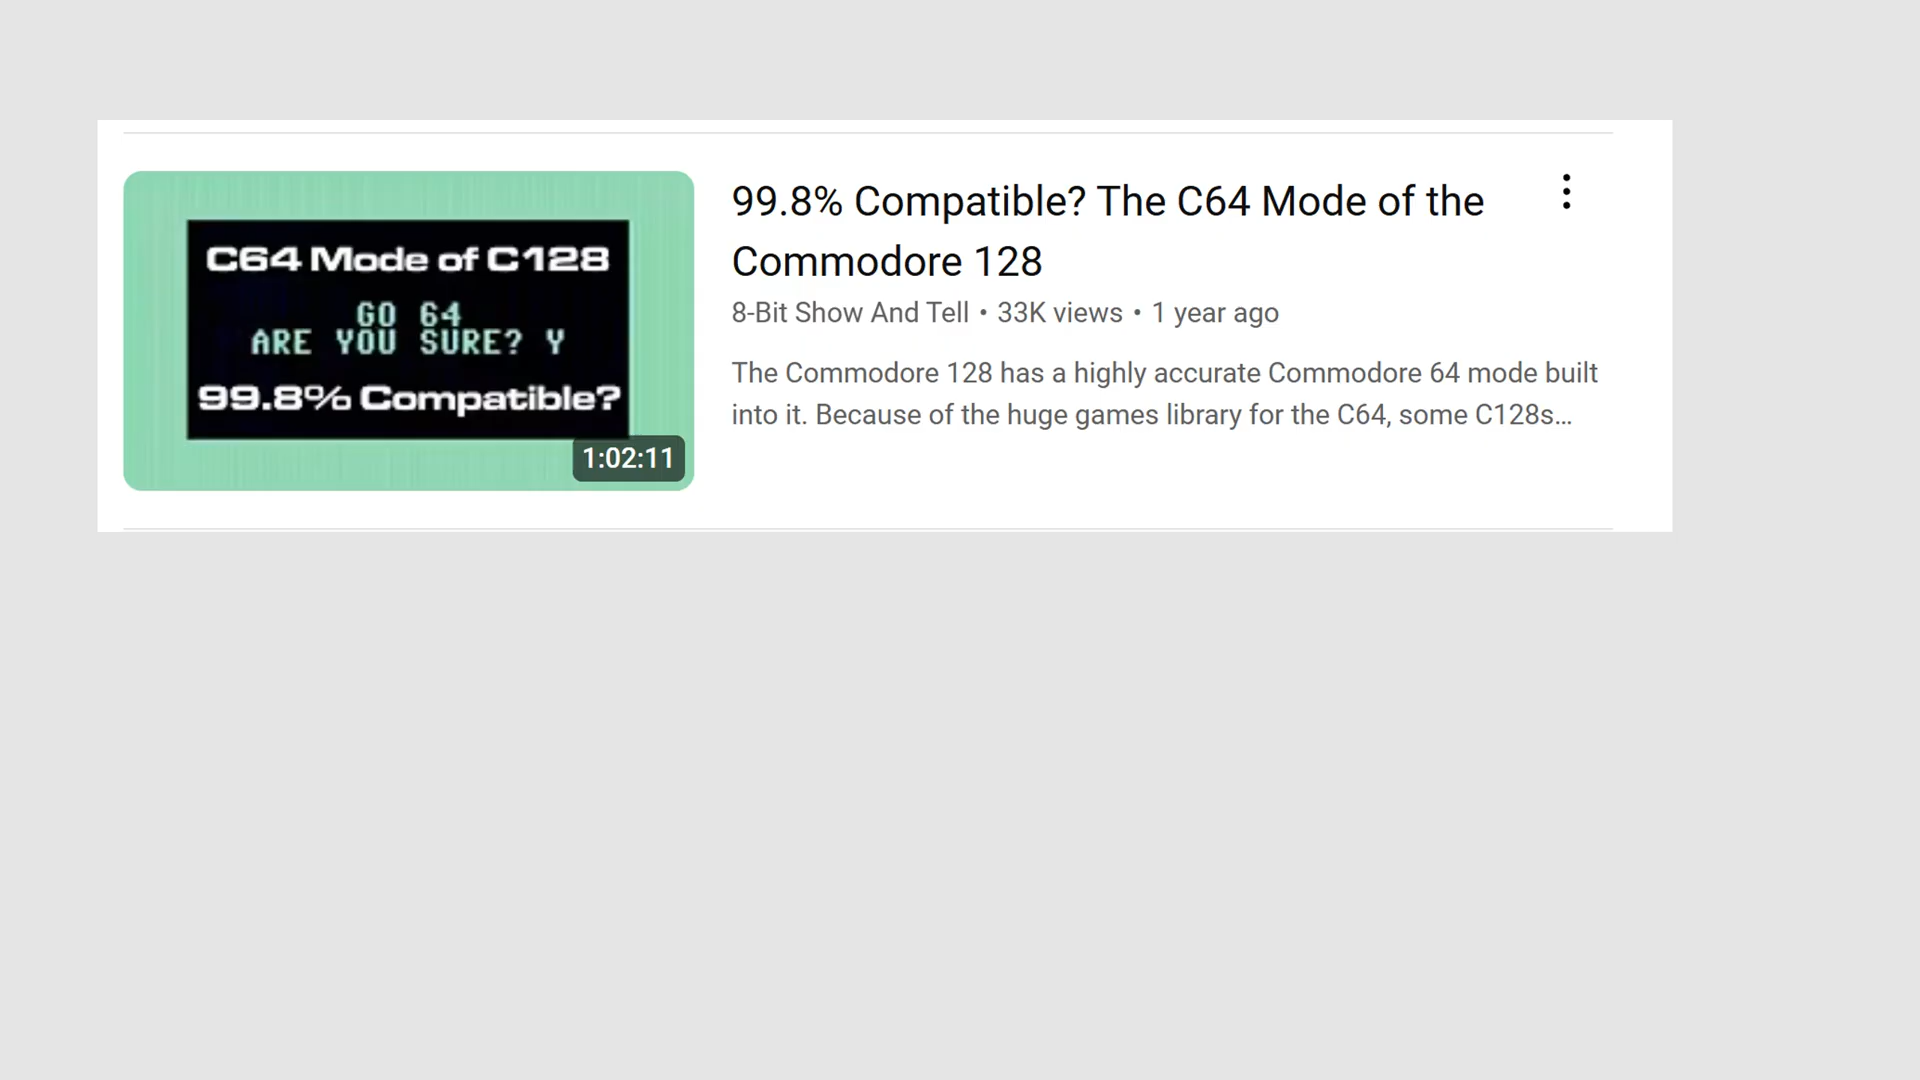 C64 Mode of C128
GO 64
ARE YOU SURE? Y
99.8% Compatible?
1:02:11
99.8% Compatible? The C64 Mode of the
Commodore 128
8-Bit Show And Tell • 33K views • 1 year ago
The Commodore 128 has a highly accurate Commodore 64 mode built
into it. Because of the huge games library for the C64, some C128s...